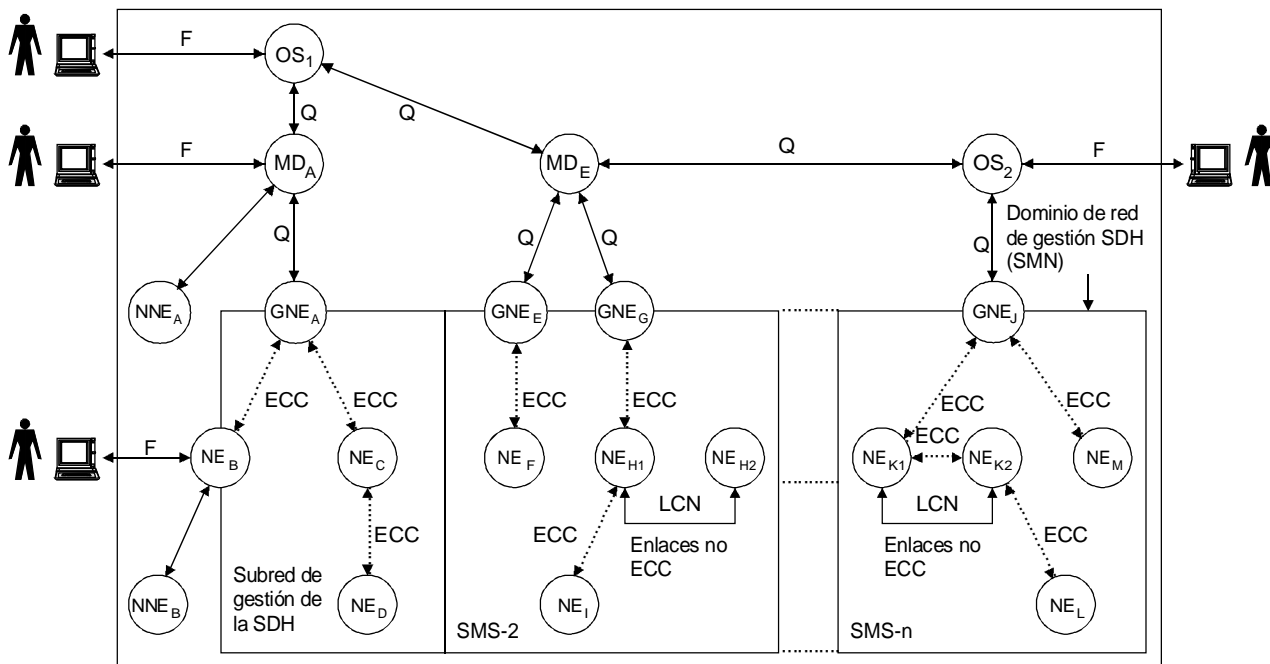 F
OS1
Q
Q
F
MDA
MDE
Q
OS2
F
Q
Q
Q
Q
Dominio de red
de gestión SDH
(SMN)
NNEA
GNEA
GNEE
GNEG
GNEJ
ECC
ECC
ECC
ECC
ECC
ECC
ECC
F
NEB
NEC
NEF
NEH1
NEH2
NEK1
NEK2
NEM
ECC
ECC
LCN
LCN
ECC
Enlaces no
ECC
Enlaces no
ECC
Subred de
gestión de
la SDH
NNEB
NED
NEI
NEL
SMS-2
SMS-n